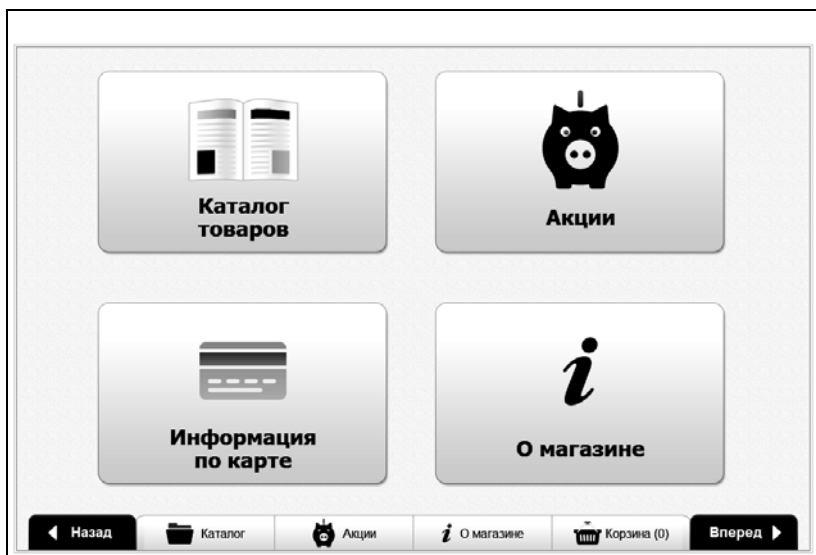 Каталог
товаров
Акции
Информация
по карте
i
О магазине
Назад
Каталог
Акции
i О магазине
Корзина (0)
Вперед